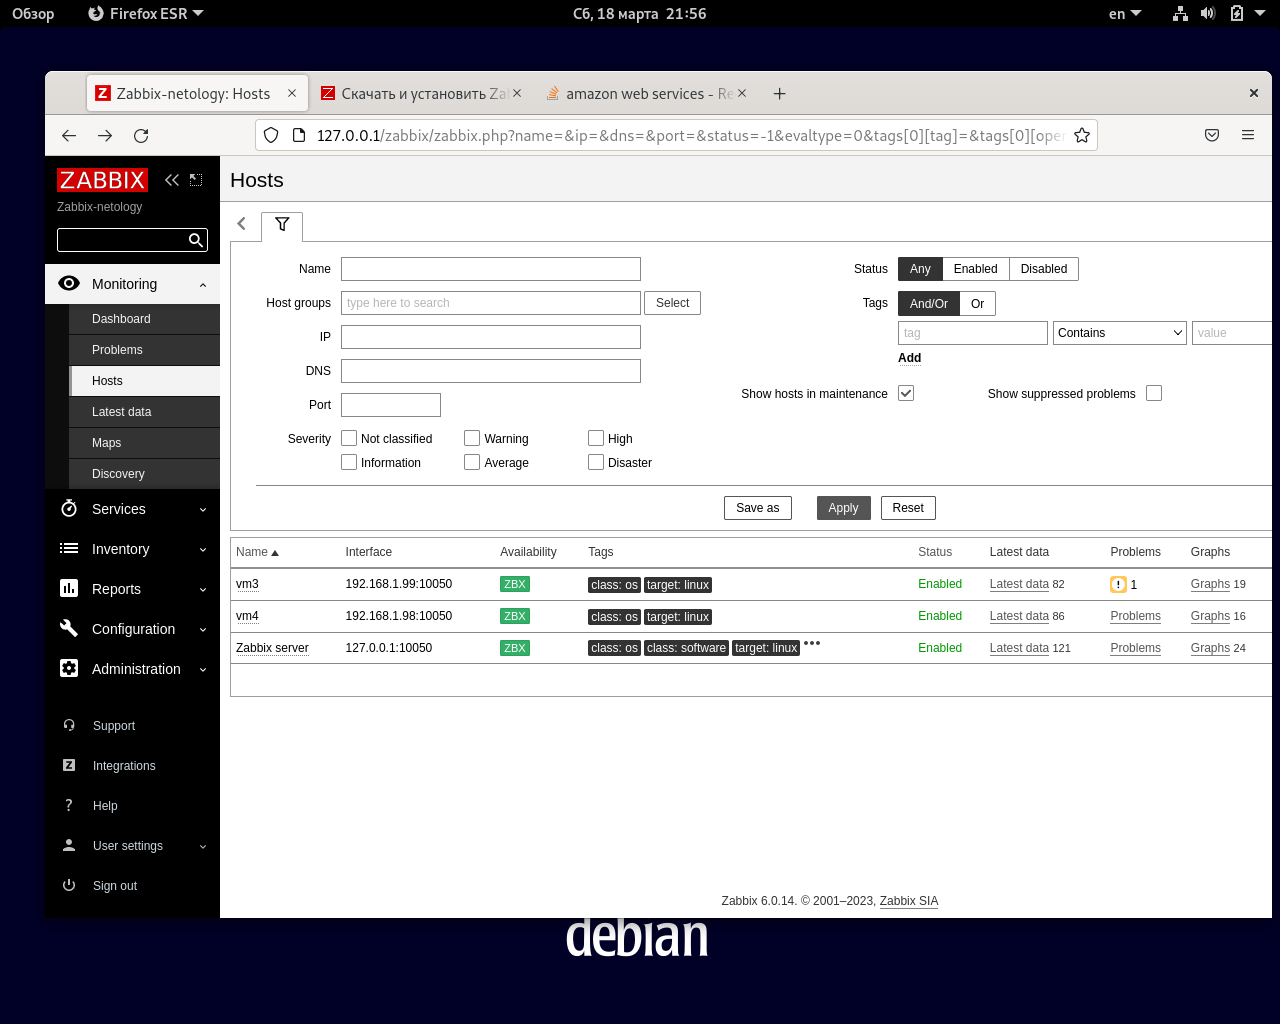 Обзор Firefox ESR Сб, 18 марта 21:56 en
Zabbix-netology: Hosts Скачать и установить Za amazon web services - Re
127.0.0.1/zabbix/zabbix.php?name=&ip=&dns=&port=&status=-1&evaltype=0&tags[0][tag]=&tags[0][oper
ZABBIX
Zabbix-netology
Monitoring
Dashboard
Problems
Hosts
Latest data
Maps
Discovery
Services
Inventory
Reports
Configuration
Administration
Support
Integrations
Help
User settings
Sign out
Hosts
Name
Host groups type here to search Select
IP
DNS
Port
Severity Not classified Warning High
Information Average Disaster
Status Any Enabled Disabled
Tags And/Or Or
tag Contains value
Add
Show hosts in maintenance Show suppressed problems
Save as Apply Reset
Name Interface Availability Tags Status Latest data Problems Graphs
vm3 192.168.1.99:10050 ZBX class: os target: linux Enabled Latest data 82 1 Graphs 19
vm4 192.168.1.98:10050 ZBX class: os target: linux Enabled Latest data 86 Problems Graphs 16
Zabbix server 127.0.0.1:10050 ZBX class: os class: software target: linux ••• Enabled Latest data 121 Problems Graphs 24
Zabbix 6.0.14. © 2001–2023, Zabbix SIA
debian